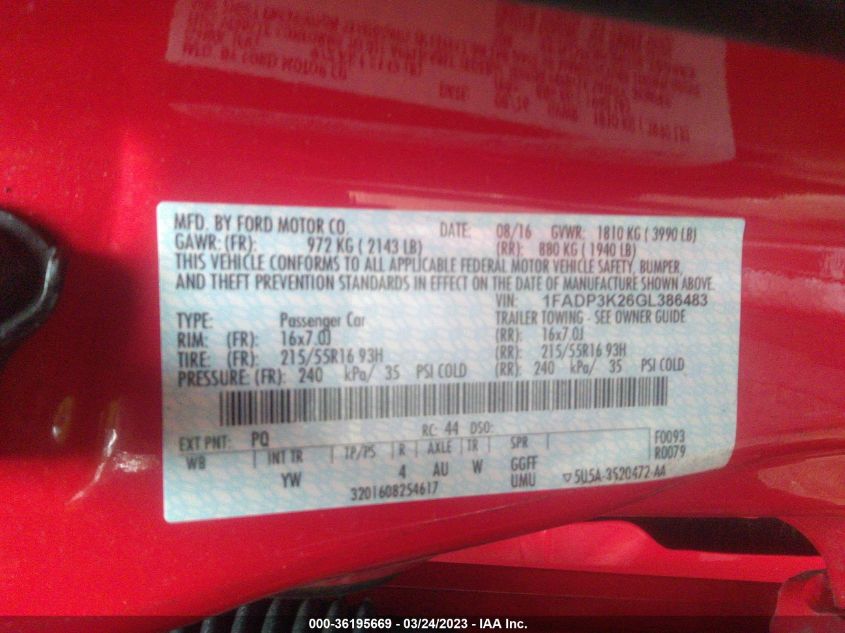 MFD. BY FORD MOTOR CO. DATE: 08/16 GVWR: 1810 KG ( 3990 LB)
GAWR: (FR): 972 KG ( 2143 LB) (RR): 880 KG ( 1940 LB)
THIS VEHICLE CONFORMS TO ALL APPLICABLE FEDERAL MOTOR VEHICLE SAFETY, BUMPER,
AND THEFT PREVENTION STANDARDS IN EFFECT ON THE DATE OF MANUFACTURE SHOWN ABOVE.
VIN: 1FADP3K26GL386483
TYPE: Passenger Car TRAILER TOWING - SEE OWNER GUIDE
RIM: (FR): 16x7.0J (RR): 16x7.0J
TIRE: (FR): 215/55R16 93H (RR): 215/55R16 93H
PRESSURE: (FR): 240 kPa/ 35 PSI COLD (RR): 240 kPa/ 35 PSI COLD
EXT PNT: PQ RC: 44 DSO: F0093
WB INT TR TP/PS R AXLE TR SPR R0079
YW 4 AU W GGFF
3201608254617 UMU 5U5A-3520472-AA
000-36195669 - 03/24/2023 - IAA Inc.